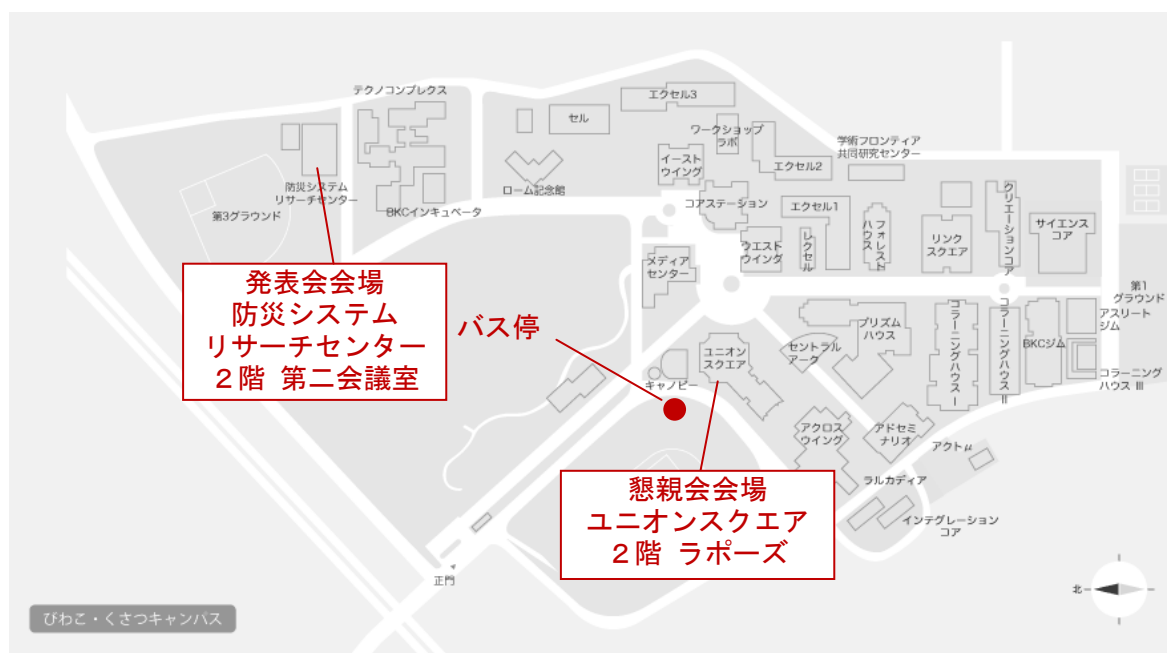 テクノコンプレクス
エクセル3
セル
ワークショップ
ラボ
学術フロンティア
共同研究センター
エクセル2
イースト
ウイング
防災システム
リサーチセンター
ローム記念館
第3グラウンド
BKCインキュベータ
コアステーション
エクセル1
フォレスト
ハウス
クリエーションコア
サイエンス
コア
リンク
スクエア
ウエスト
ウイング
レクセル
メディア
センター
発表会会場
防災システム
リサーチセンター
２階 第二会議室
バス停
第1
グラウンド
アスリート
ジム
プリズム
ハウス
コラーニングハウスⅠ
コラーニングハウスⅡ
BKCジム
セントラル
アーク
ユニオン
スクエア
キャノピー
コラーニング
ハウス Ⅲ
アクロス
ウイング
アドセミ
ナリオ
アクトμ
ラルカディア
懇親会会場
ユニオンスクエア
２階 ラポーズ
インテグレーション
コア
正門
北
びわこ・くさつキャンパス